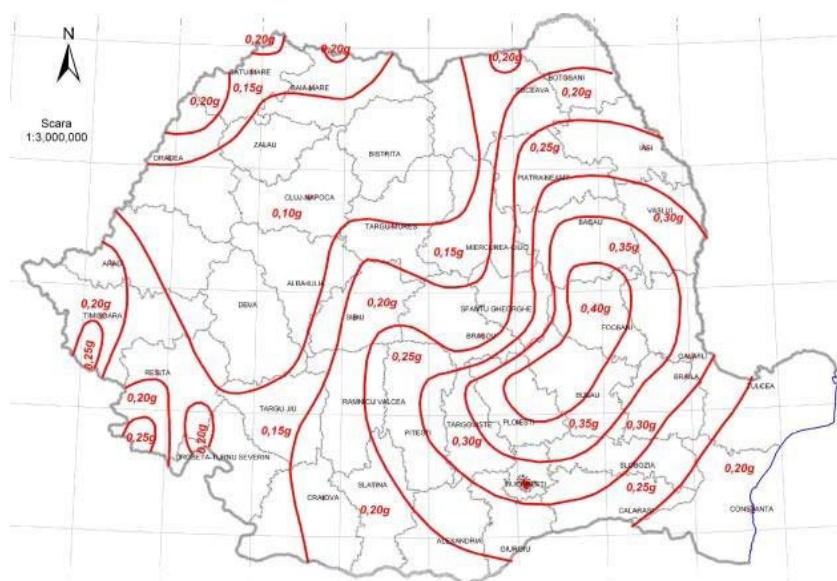 N
Scara
1:3,000,000
0,20g
0,20g
0,20g
SATU MARE
0,15g
BAIA MARE
0,20g
SUCEAVA
BOTOSANI
0,20g
ORADEA
ZALAU
BISTRITA
0,25g
IASI
PIATRA NEAMT
CLUJ-NAPOCA
0,10g
TARGU-MURES
0,15g
MIERCUREA-CIUC
BACAU
VASLUI
0,30g
0,35g
ARAD
ALBA-IULIA
DEVA
0,20g
TIMISOARA
0,20g
SIBIU
SFANTU GHEORGHE
BRASOV
0,40g
FOCSANI
0,25g
0,25g
GALATI
BRAILA
TULCEA
RESITA
0,20g
TARGU JIU
RAMNICU VALCEA
BUZAU
0,25g
0,20g
0,15g
PITESTI
TARGOVISTE
0,30g
PLOIESTI
0,35g
0,30g
DROBETA-TURNU SEVERIN
SLOBOZIA
0,20g
CRAIOVA
SLATINA
0,20g
BUCURESTI
0,25g
CALARASI
CONSTANTA
ALEXANDRIA
GIURGIU